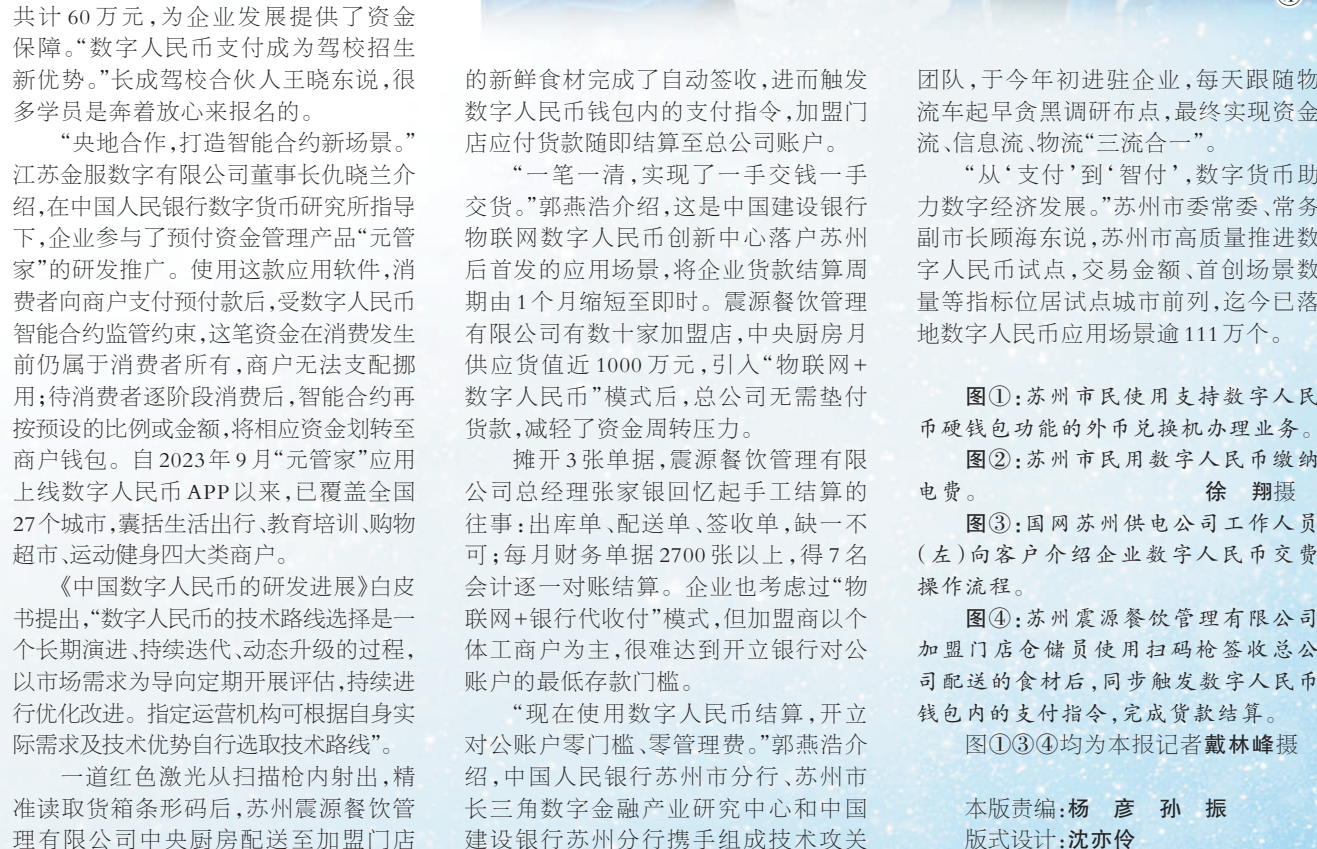 共计60万元,为企业发展提供了资金
保障。“数字人民币支付成为驾校招生
新优势。”长成驾校合伙人王晓东说,很
多学员是奔着放心来报名的。
“央地合作,打造智能合约新场景。”
江苏金服数字有限公司董事长仇晓兰介
绍,在中国人民银行数字货币研究所指导
下,企业参与了预付资金管理产品“元管
家”的研发推广。使用这款应用软件,消
费者向商户支付预付款后,受数字人民币
智能合约监管约束,这笔资金在消费发生
前仍属于消费者所有,商户无法支配挪
用;待消费者逐阶段消费后,智能合约再
按预设的比例或金额,将相应资金划转至
商户钱包。自2023年9月“元管家”应用
上线数字人民币APP以来,已覆盖全国
27个城市,囊括生活出行、教育培训、购物
超市、运动健身四大类商户。
《中国数字人民币的研发进展》白皮
书提出,“数字人民币的技术路线选择是一
个长期演进、持续迭代、动态升级的过程,
以市场需求为导向定期开展评估,持续进
行优化改进。指定运营机构可根据自身实
际需求及技术优势自行选取技术路线”。
一道红色激光从扫描枪内射出,精
准读取货箱条形码后,苏州震源餐饮管
理有限公司中央厨房配送至加盟门店
的新鲜食材完成了自动签收,进而触发
数字人民币钱包内的支付指令,加盟门
店应付货款随即结算至总公司账户。
“一笔一清,实现了一手交钱一手
交货。”郭燕浩介绍,这是中国建设银行
物联网数字人民币创新中心落户苏州
后首发的应用场景,将企业货款结算周
期由1个月缩短至即时。震源餐饮管理
有限公司有数十家加盟店,中央厨房月
供应货值近1000万元,引入“物联网+
数字人民币”模式后,总公司无需垫付
货款,减轻了资金周转压力。
摊开3张单据,震源餐饮管理有限
公司总经理张家银回忆起手工结算的
往事:出库单、配送单、签收单,缺一不
可;每月财务单据2700张以上,得7名
会计逐一对账结算。企业也考虑过“物
联网+银行代收付”模式,但加盟商以个
体工商户为主,很难达到开立银行对公
账户的最低存款门槛。
“现在使用数字人民币结算,开立
对公账户零门槛、零管理费。”郭燕浩介
绍,中国人民银行苏州市分行、苏州市
长三角数字金融产业研究中心和中国
建设银行苏州分行携手组成技术攻关
④
团队,于今年初进驻企业,每天跟随物
流车起早贪黑调研布点,最终实现资金
流、信息流、物流“三流合一”。
“从‘支付’到‘智付’,数字货币助
力数字经济发展。”苏州市委常委、常务
副市长顾海东说,苏州市高质量推进数
字人民币试点,交易金额、首创场景数
量等指标位居试点城市前列,迄今已落
地数字人民币应用场景逾111万个。
图①:苏州市民使用支持数字人民
币硬钱包功能的外币兑换机办理业务。
图②:苏州市民用数字人民币缴纳
电费。 徐 翔摄
图③:国网苏州供电公司工作人员
(左)向客户介绍企业数字人民币交费
操作流程。
图④:苏州震源餐饮管理有限公司
加盟门店仓储员使用扫码枪签收总公
司配送的食材后,同步触发数字人民币
钱包内的支付指令,完成货款结算。
图①③④均为本报记者戴林峰摄
本版责编:杨 彦 孙 振
版式设计:沈亦伶